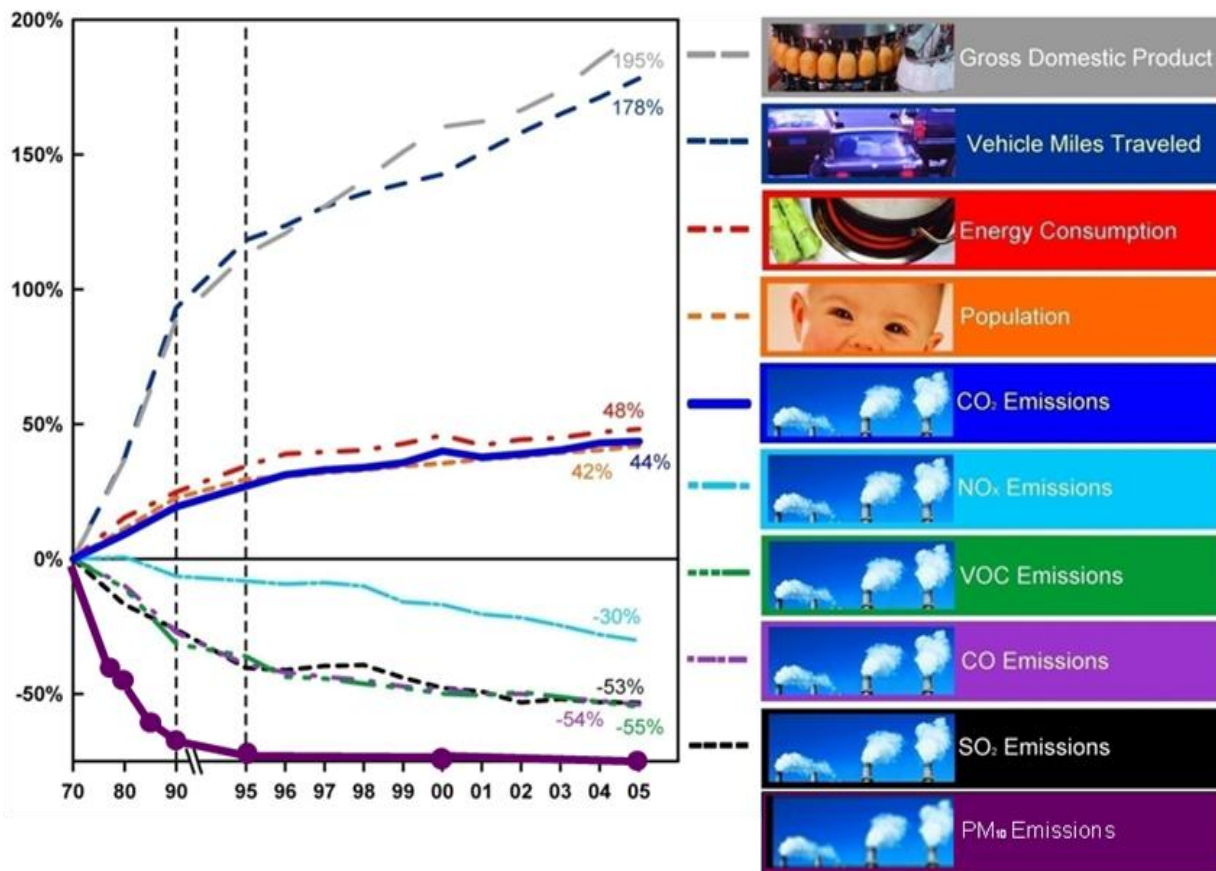 200%
150%
100%
50%
0%
-50%
195%
178%
48%
42%
44%
-30%
-53%
-54%
-55%
70 80 90 95 96 97 98 99 00 01 02 03 04 05
Gross Domestic Product
Vehicle Miles Traveled
Energy Consumption
Population
CO₂ Emissions
NOₓ Emissions
VOC Emissions
CO Emissions
SO₂ Emissions
PM₁₀ Emissions